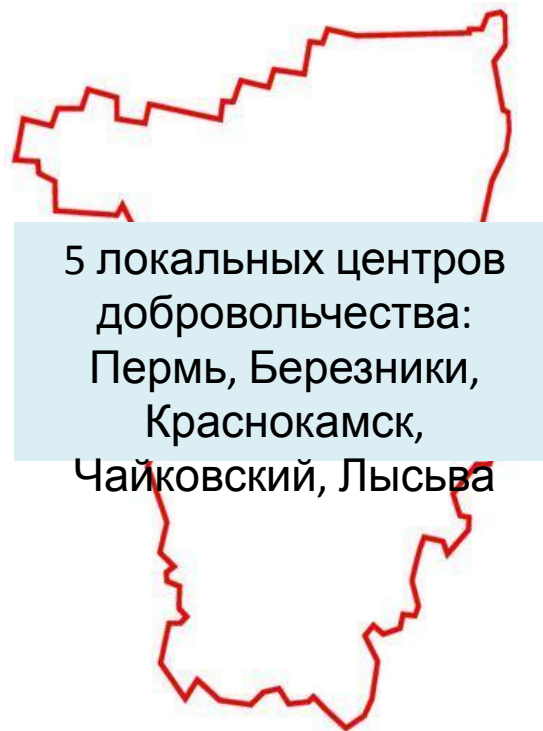 5 локальных центров
добровольчества:
Пермь, Березники,
Краснокамск,
Чайковский, Лысьва